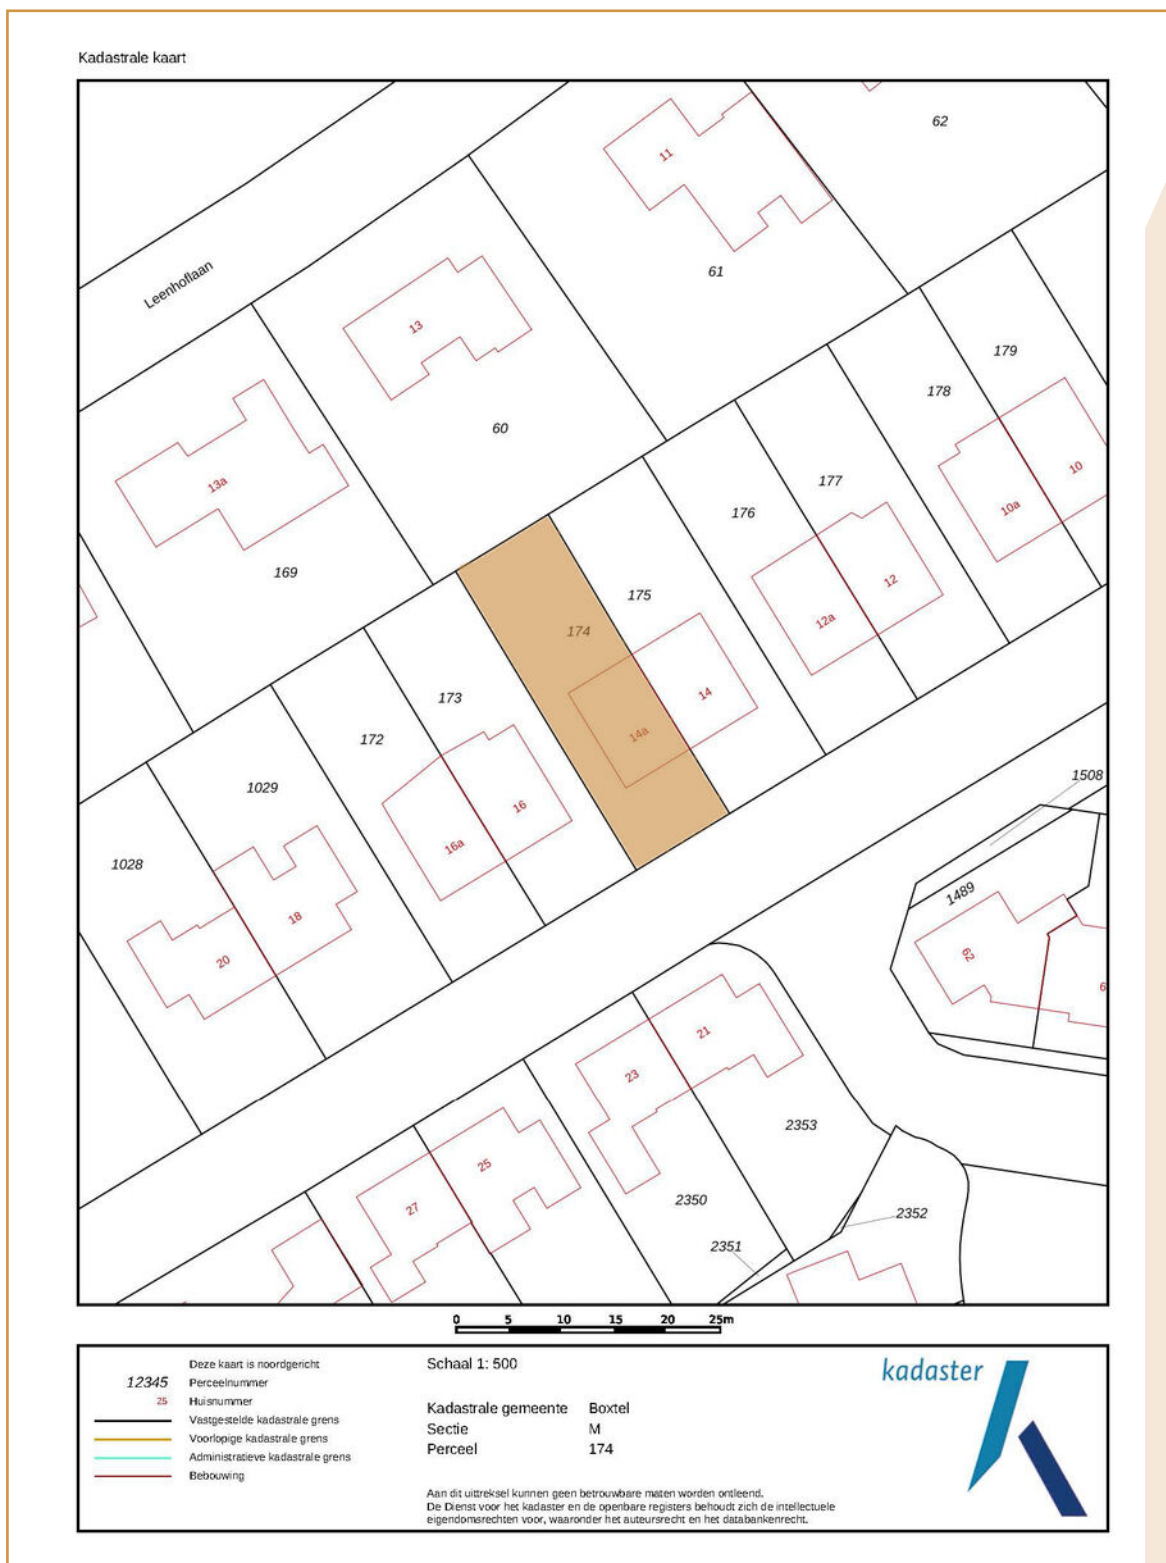 Kadastrale kaart
62
11
61
Leenhoflaan
13
179
178
60
13a
10
177
10a
176
169
175
12
174
12a
173
14
172
14a
1508
1029
16
16a
1028
1489
18
62
20
6
21
23
2353
25
2350
27
2352
2351
0 5 10 15 20 25m
Deze kaart is noordgericht
12345 Perceelnummer
25 Huisnummer
Vastgestelde kadastrale grens
Voorlopige kadastrale grens
Administratieve kadastrale grens
Bebouwing
Schaal 1: 500
Kadastrale gemeente Boxtel
Sectie M
Perceel 174
Aan dit uittreksel kunnen geen betrouwbare maten worden ontleend.
De Dienst voor het kadaster en de openbare registers behoudt zich de intellectuele
eigendomsrechten voor, waaronder het auteursrecht en het databankenrecht.
kadaster